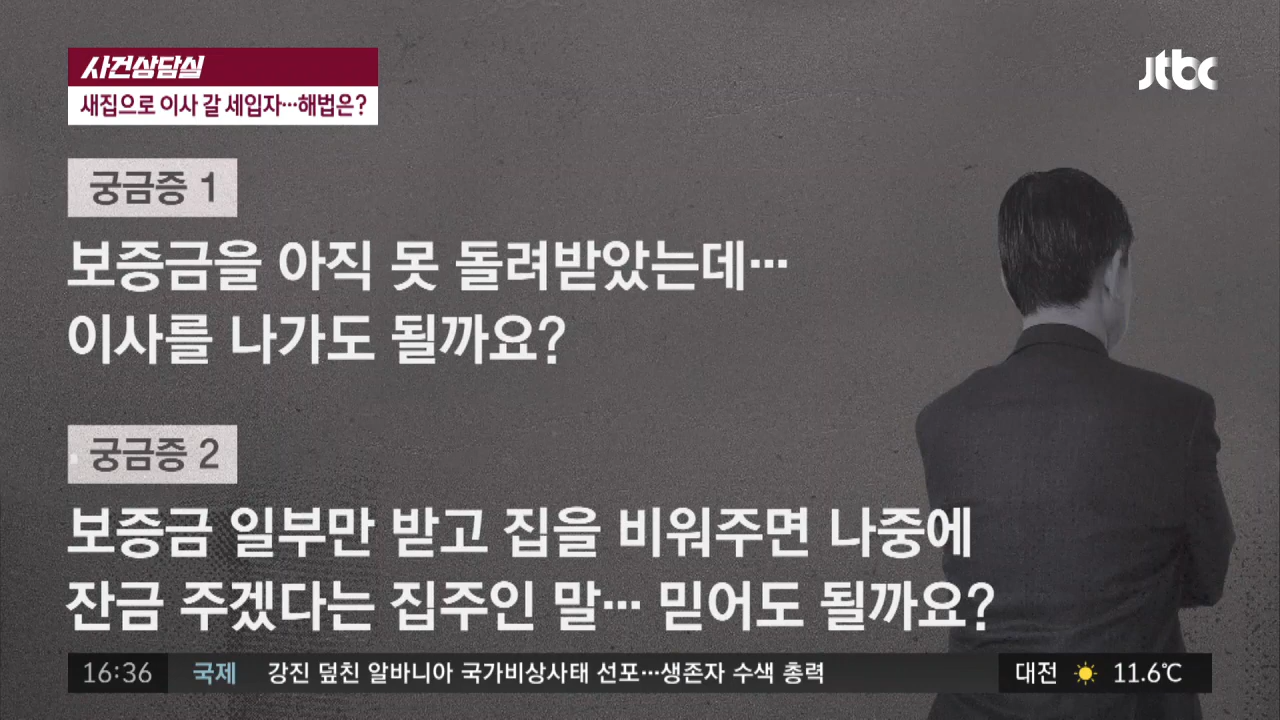 사건상담실
jtbc
새집으로 이사 갈 세입자…해법은?
궁금증 1
보증금을 아직 못 돌려받았는데…
이사를 나가도 될까요?
궁금증 2
보증금 일부만 받고 집을 비워주면 나중에
잔금 주겠다는 집주인 말… 믿어도 될까요?
16:36 국제 강진 덮친 알바니아 국가비상사태 선포…생존자 수색 총력 대전 11.6℃